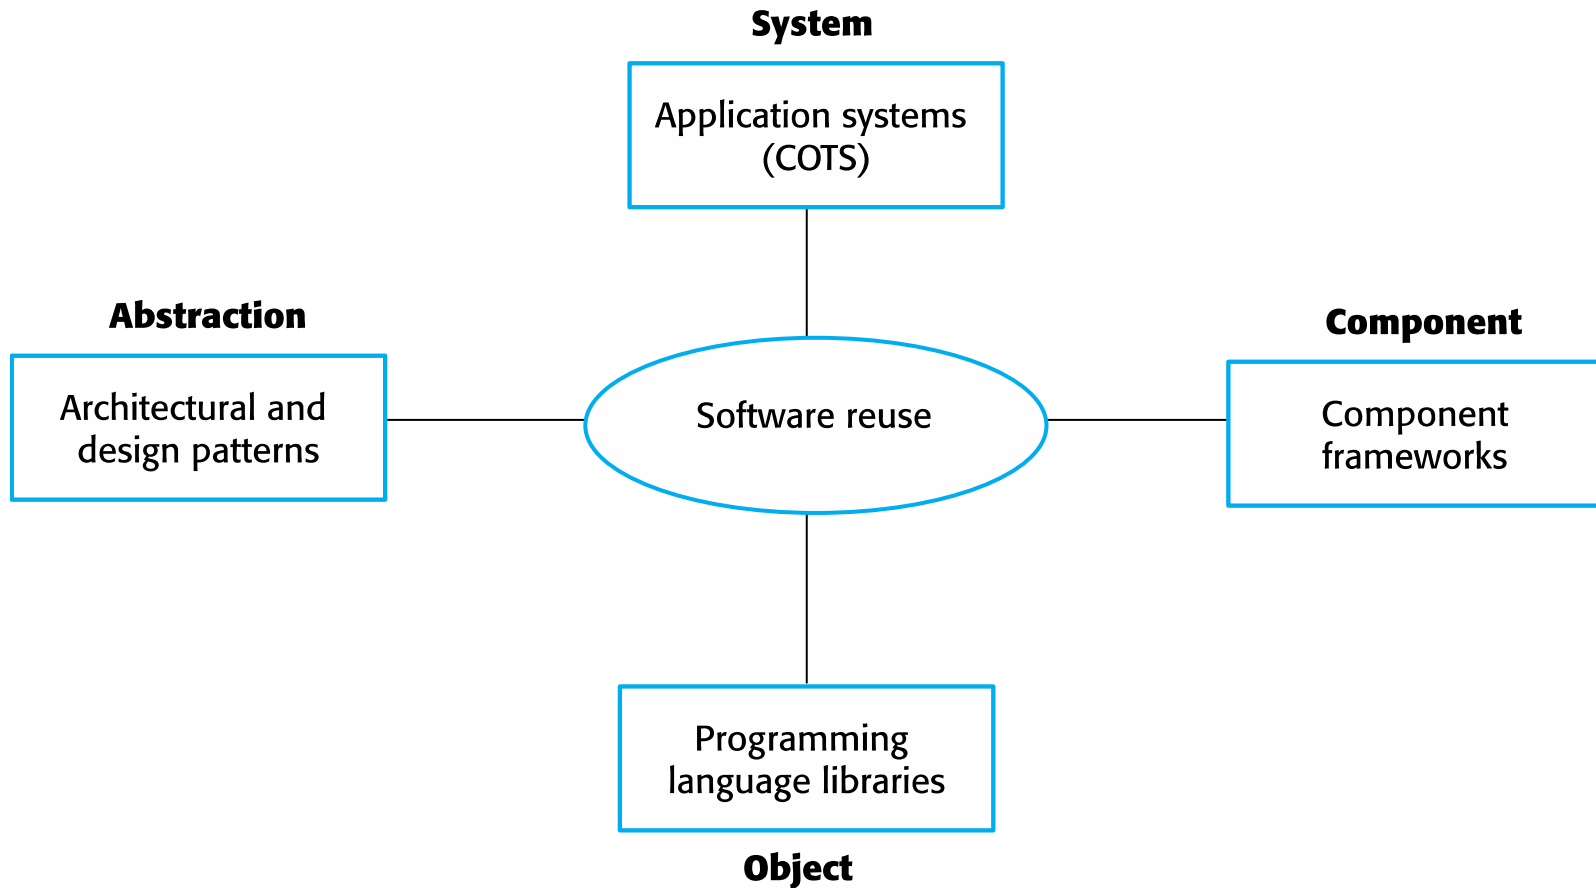 System
Application systems
(COTS)
Abstraction
Architectural and
design patterns
Software reuse
Component
Component
frameworks
Programming
language libraries
Object